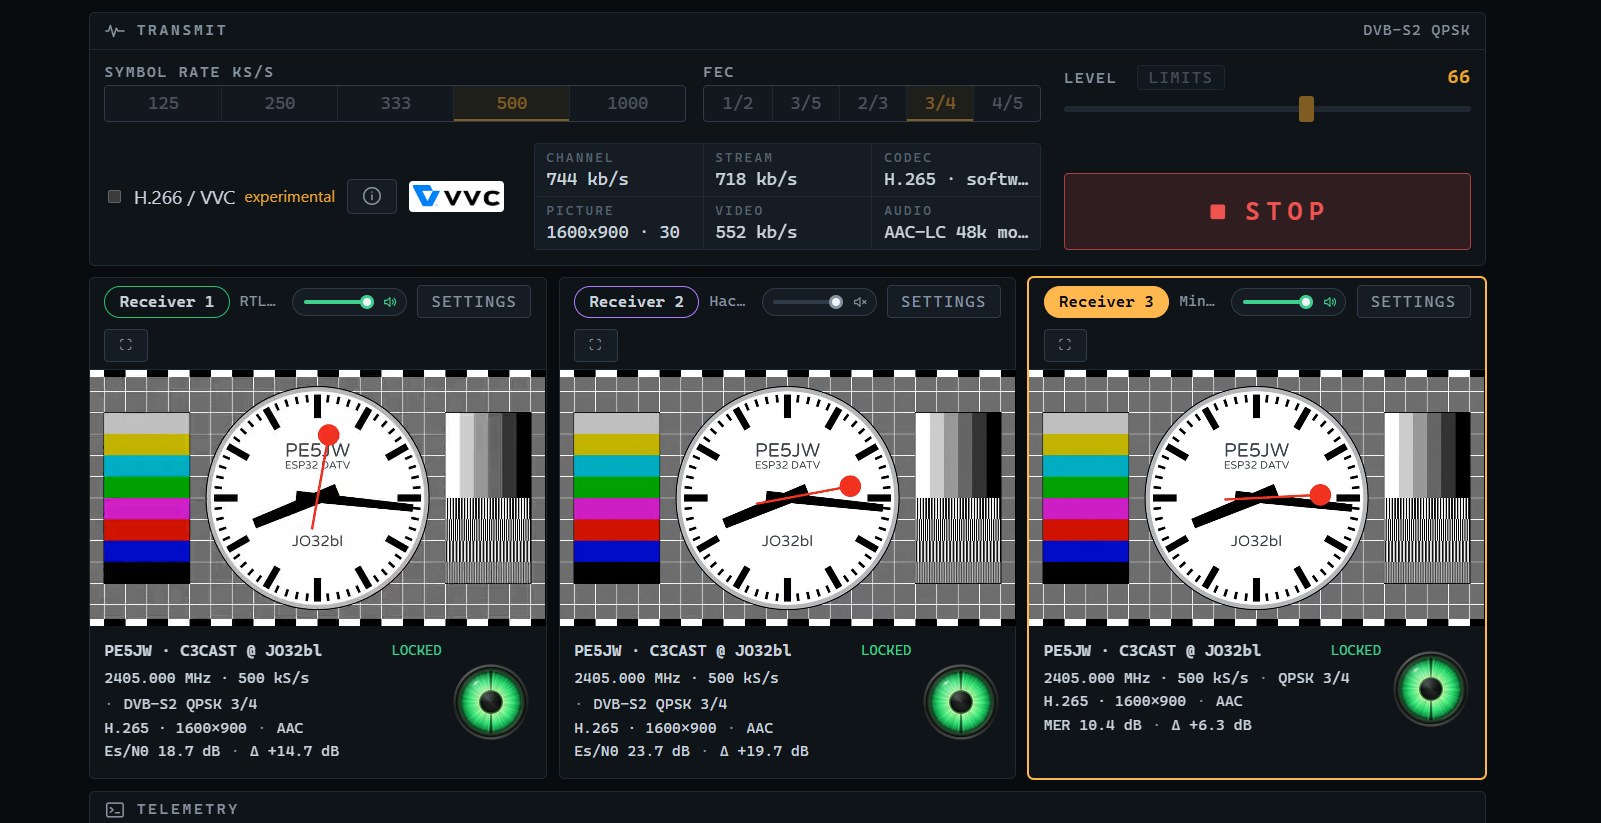 TRANSMIT
DVB-S2 QPSK
SYMBOL RATE KS/S
125 250 333 500 1000
FEC
1/2 3/5 2/3 3/4 4/5
LEVEL LIMITS 66
H.266 / VVC experimental
VVC
CHANNEL STREAM CODEC
744 kb/s 718 kb/s H.265 · softw…
PICTURE VIDEO AUDIO
1600x900 · 30 552 kb/s AAC-LC 48k mo…
STOP
Receiver 1 RTL… SETTINGS
PE5JW
ESP32 DATV
JO32bl
PE5JW · C3CAST @ JO32bl LOCKED
2405.000 MHz · 500 kS/s
· DVB-S2 QPSK 3/4
H.265 · 1600×900 · AAC
Es/N0 18.7 dB · Δ +14.7 dB
Receiver 2 Hac… SETTINGS
PE5JW
ESP32 DATV
JO32bl
PE5JW · C3CAST @ JO32bl LOCKED
2405.000 MHz · 500 kS/s
· DVB-S2 QPSK 3/4
H.265 · 1600×900 · AAC
Es/N0 23.7 dB · Δ +19.7 dB
Receiver 3 Min… SETTINGS
PE5JW
ESP32 DATV
JO32bl
PE5JW · C3CAST @ JO32bl LOCKED
2405.000 MHz · 500 kS/s · QPSK 3/4
H.265 · 1600×900 · AAC
MER 10.4 dB · Δ +6.3 dB
TELEMETRY